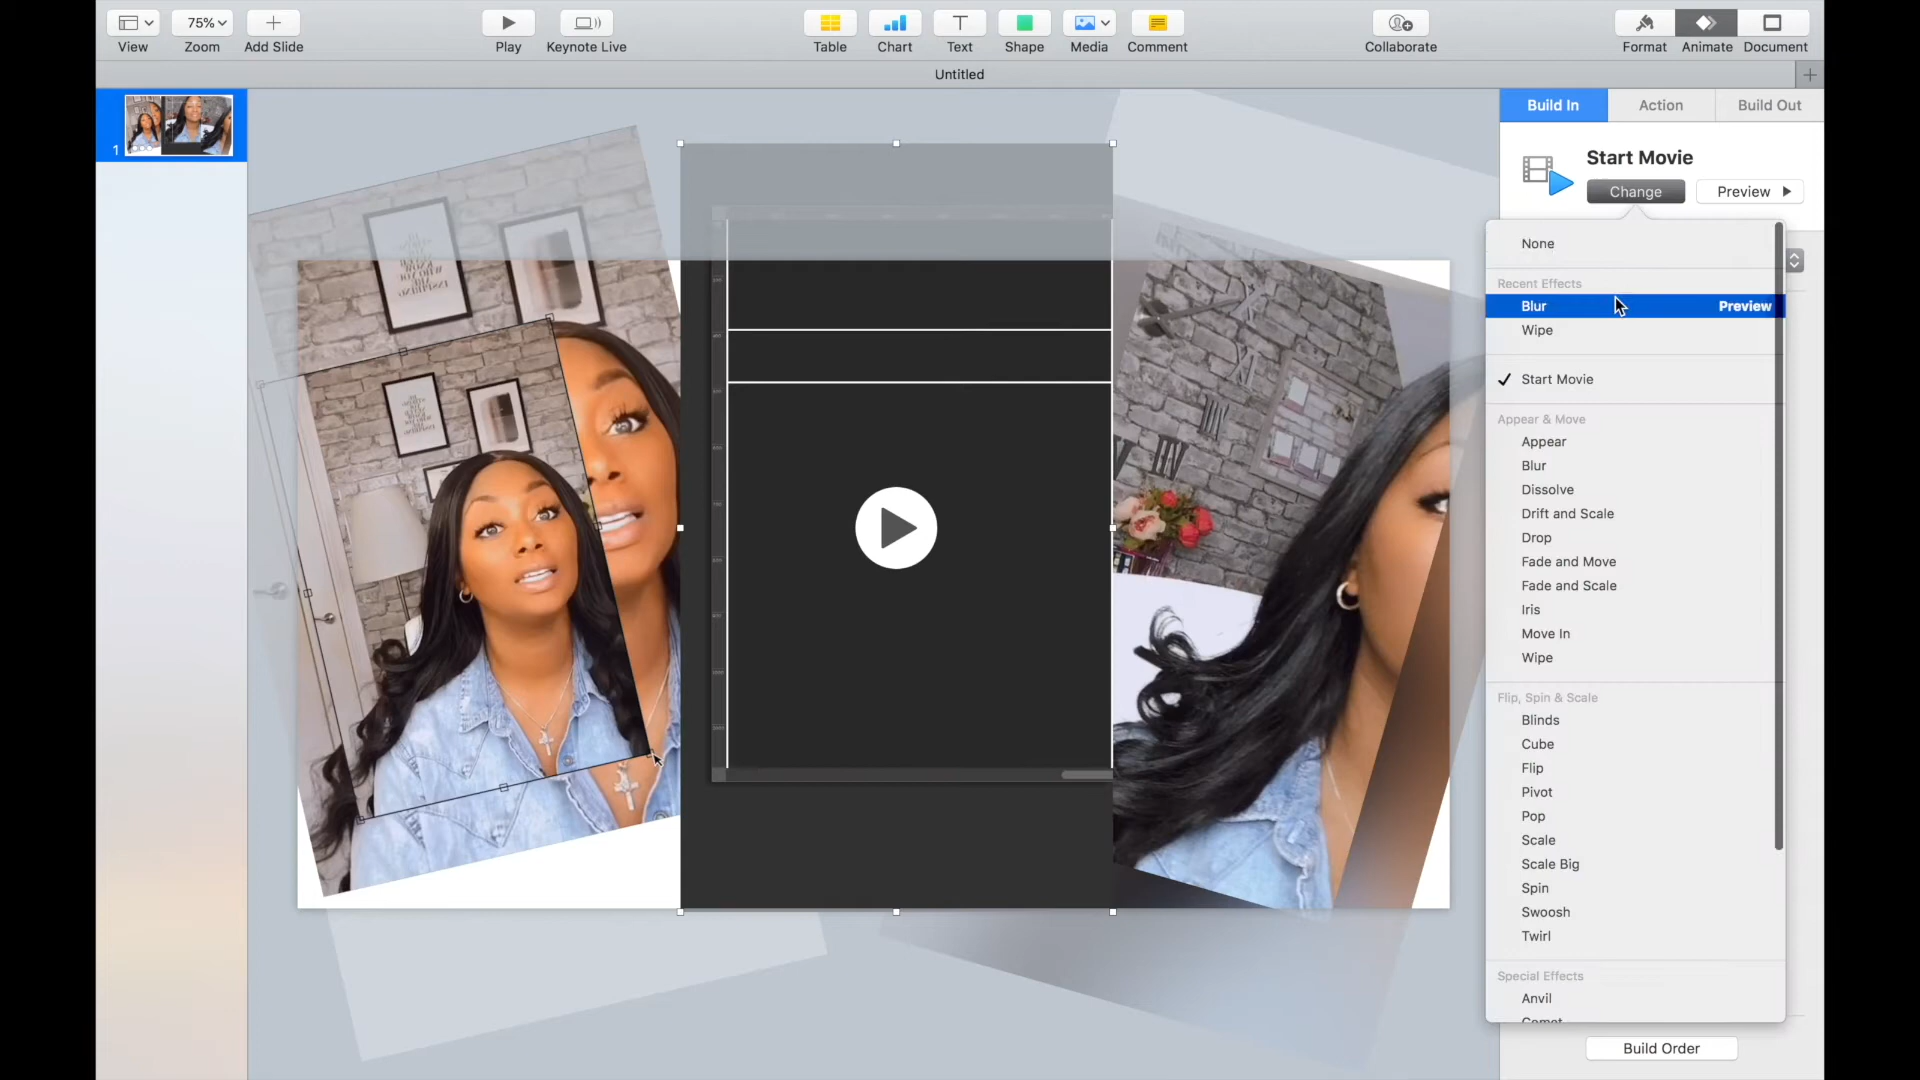 View
75%
Zoom
Add Slide
Play
Keynote Live
Table
Chart
Text
Shape
Media
Comment
Collaborate
Format
Animate
Document
Untitled
1
Build In
Action
Build Out
Start Movie
Change
Preview
None
Recent Effects
Blur
Preview
Wipe
Start Movie
Appear & Move
Appear
Blur
Dissolve
Drift and Scale
Drop
Fade and Move
Fade and Scale
Iris
Move In
Wipe
Flip, Spin & Scale
Blinds
Cube
Flip
Pivot
Pop
Scale
Scale Big
Spin
Swoosh
Twirl
Special Effects
Anvil
Comet
Build Order